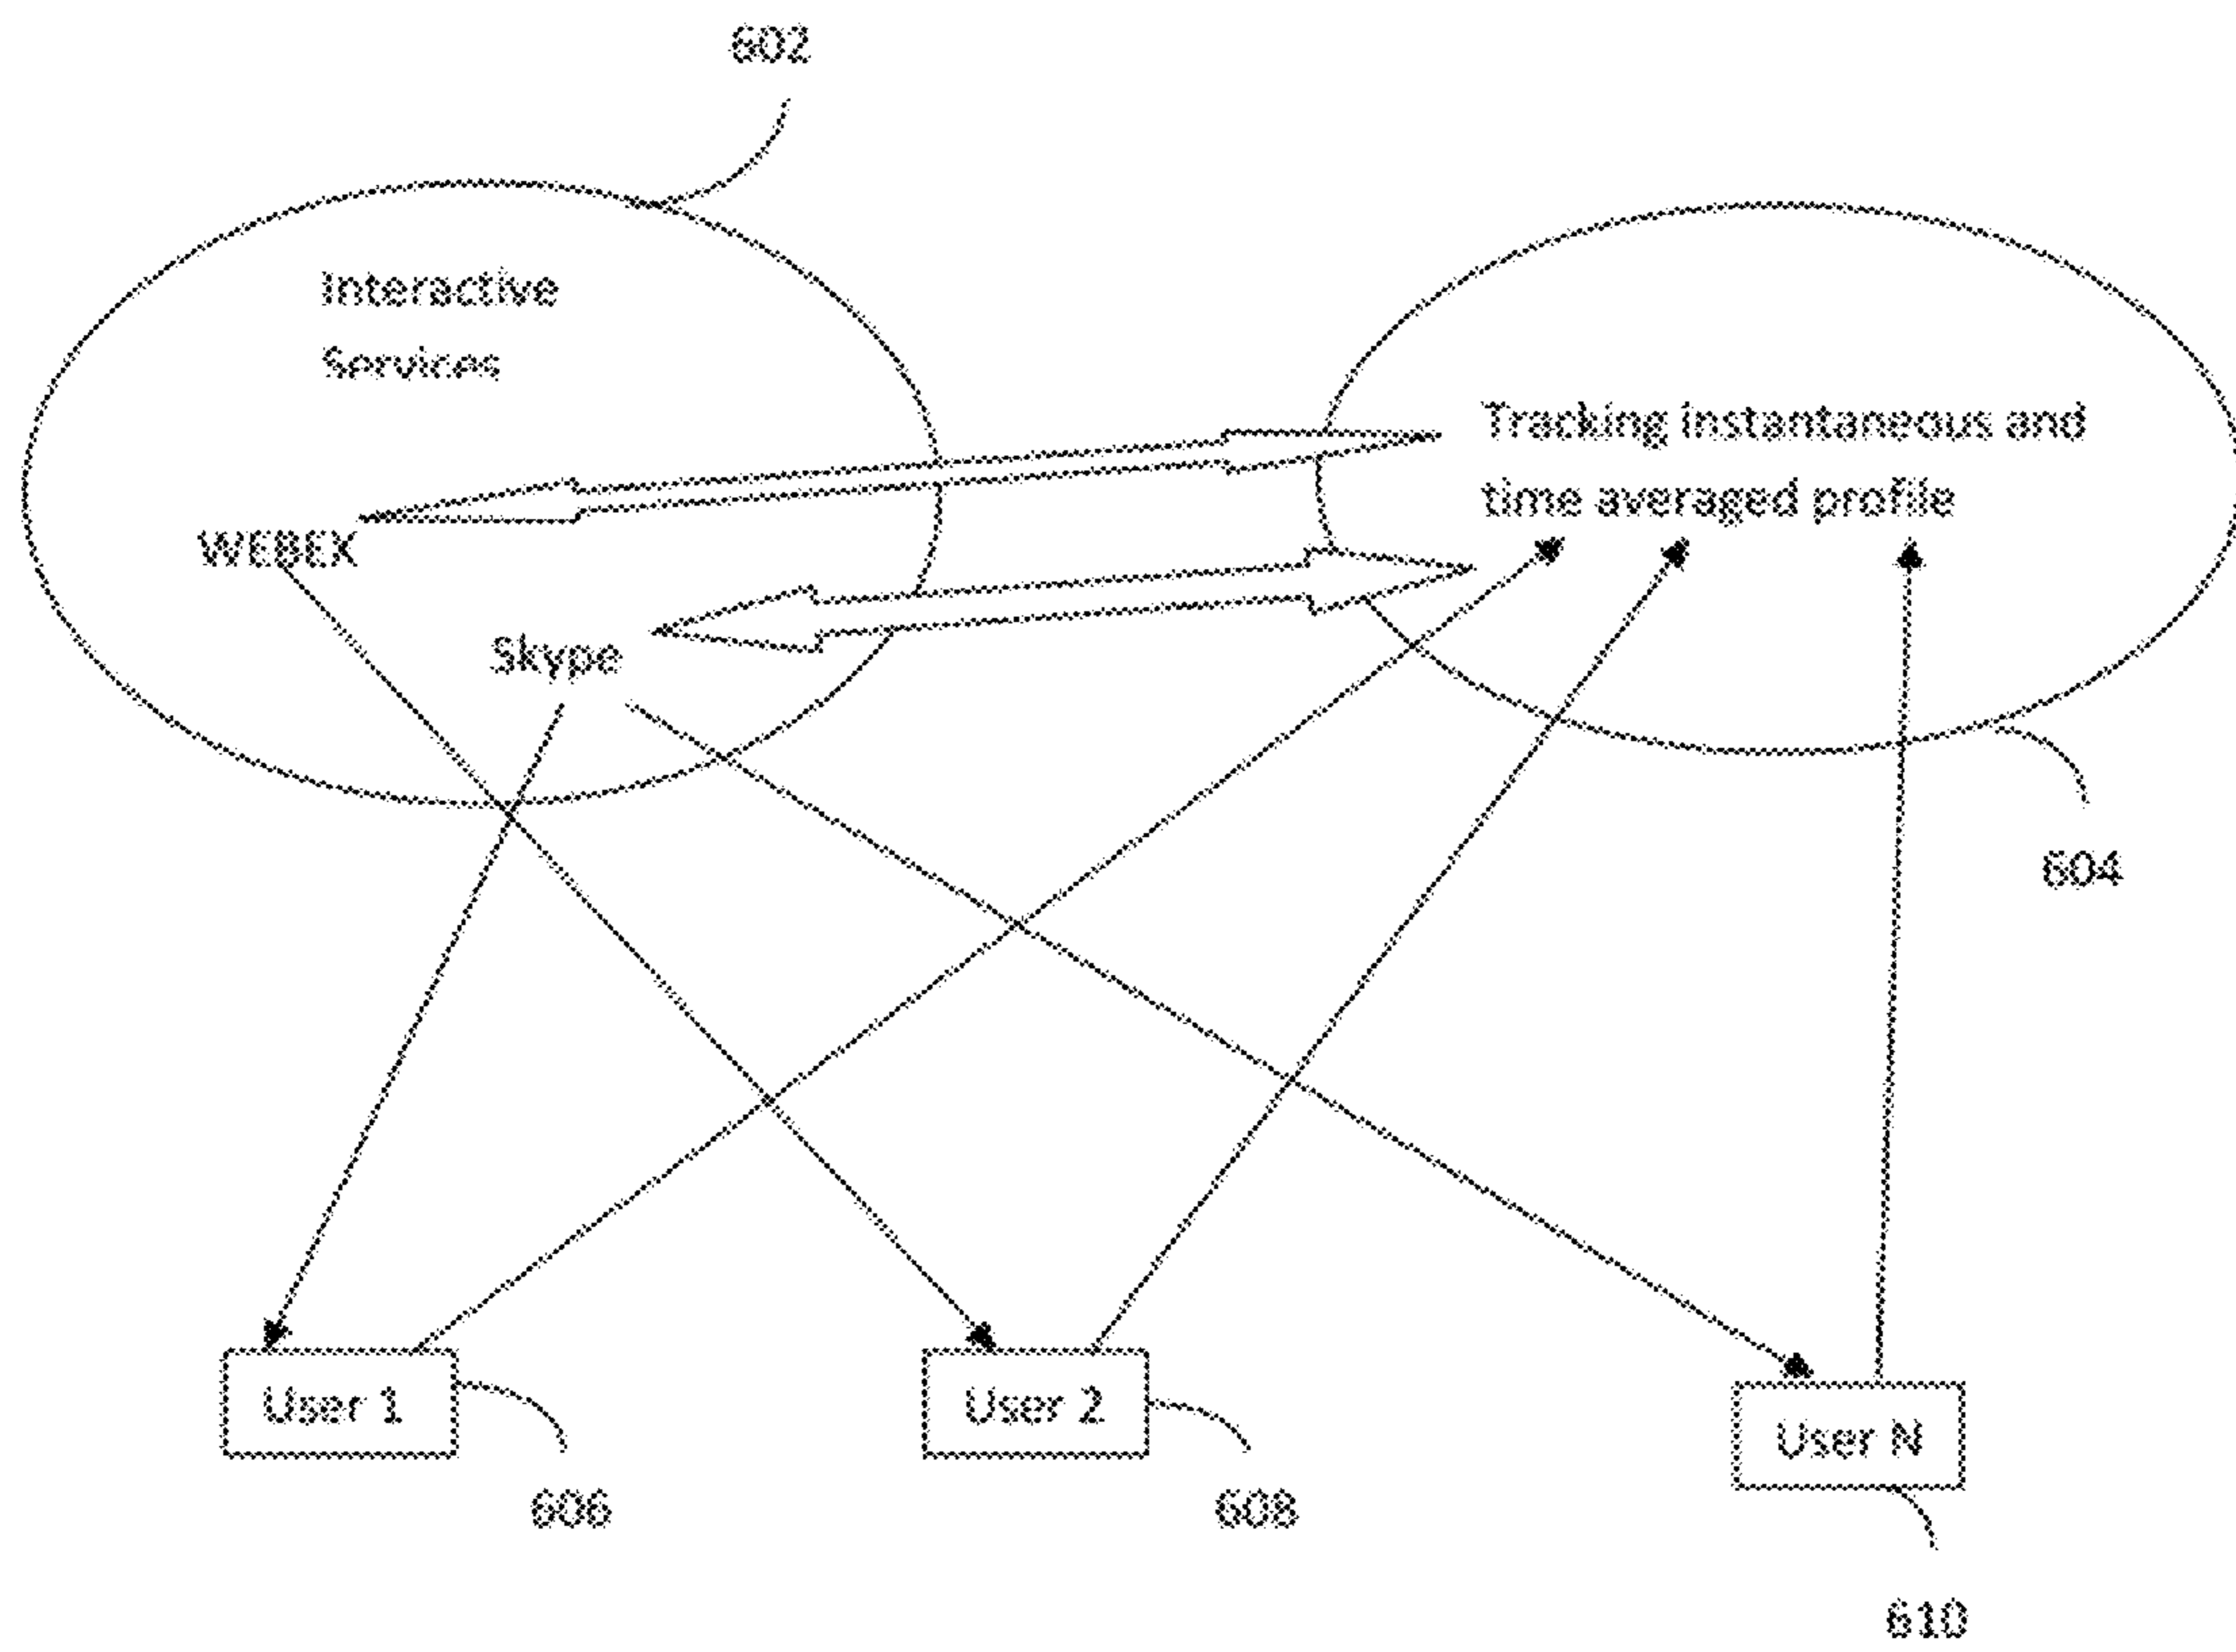 602
Interactive
Services
Tracking instantaneous and
time averaged profile
WEBEX
Skype
604
User 1
User 2
User N
606
608
610